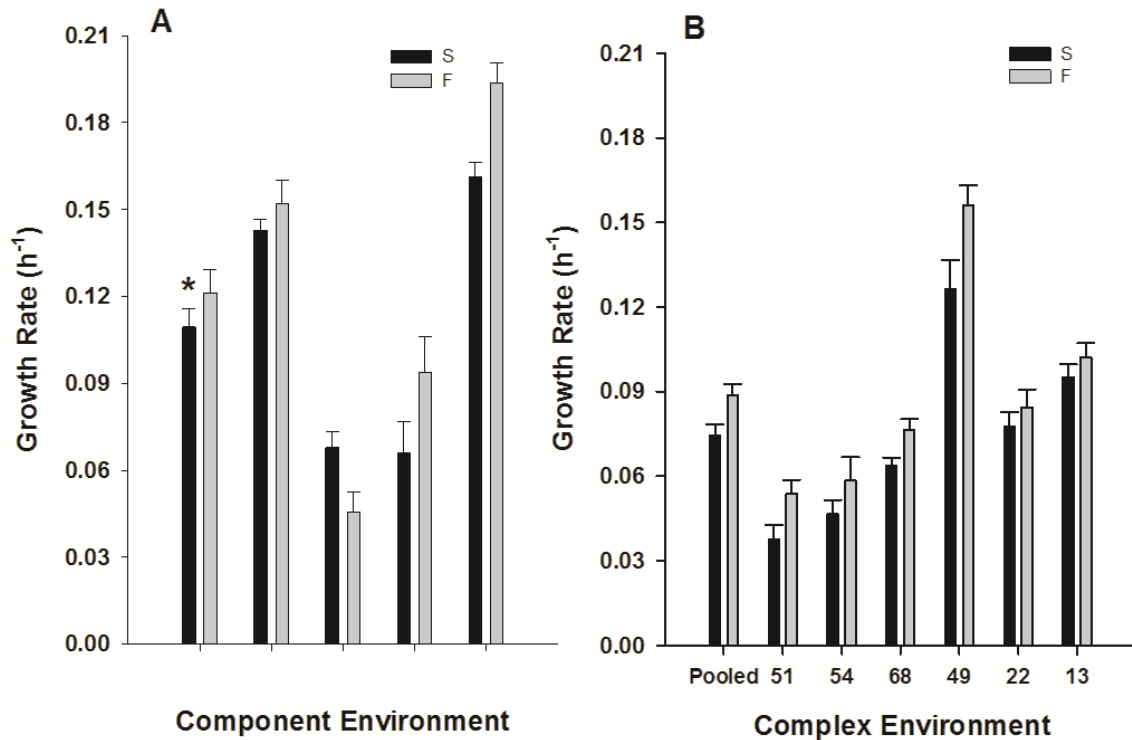 A
S
F
0.21
0.18
0.15
0.12
0.09
0.06
0.03
0.00
Growth Rate (h-1)
*
Component Environment
B
S
F
0.21
0.18
0.15
0.12
0.09
0.06
0.03
0.00
Growth Rate (h-1)
Pooled 51 54 68 49 22 13
Complex Environment